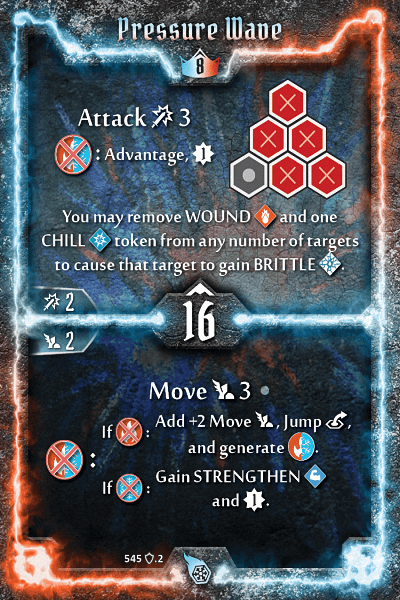 Pressure Wave
8
Attack 3
: Advantage, 1
You may remove WOUND and one
CHILL token from any number of targets
to cause that target to gain BRITTLE .
2
16
2
Move 3
If : Add +2 Move , Jump ,
and generate .
:
If : Gain STRENGTHEN
and 1 .
545 .2